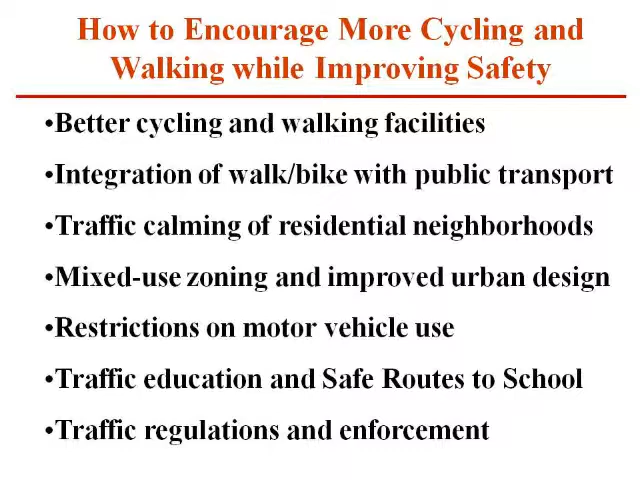 How to Encourage More Cycling and
Walking while Improving Safety
•Better cycling and walking facilities
•Integration of walk/bike with public transport
•Traffic calming of residential neighborhoods
•Mixed-use zoning and improved urban design
•Restrictions on motor vehicle use
•Traffic education and Safe Routes to School
•Traffic regulations and enforcement